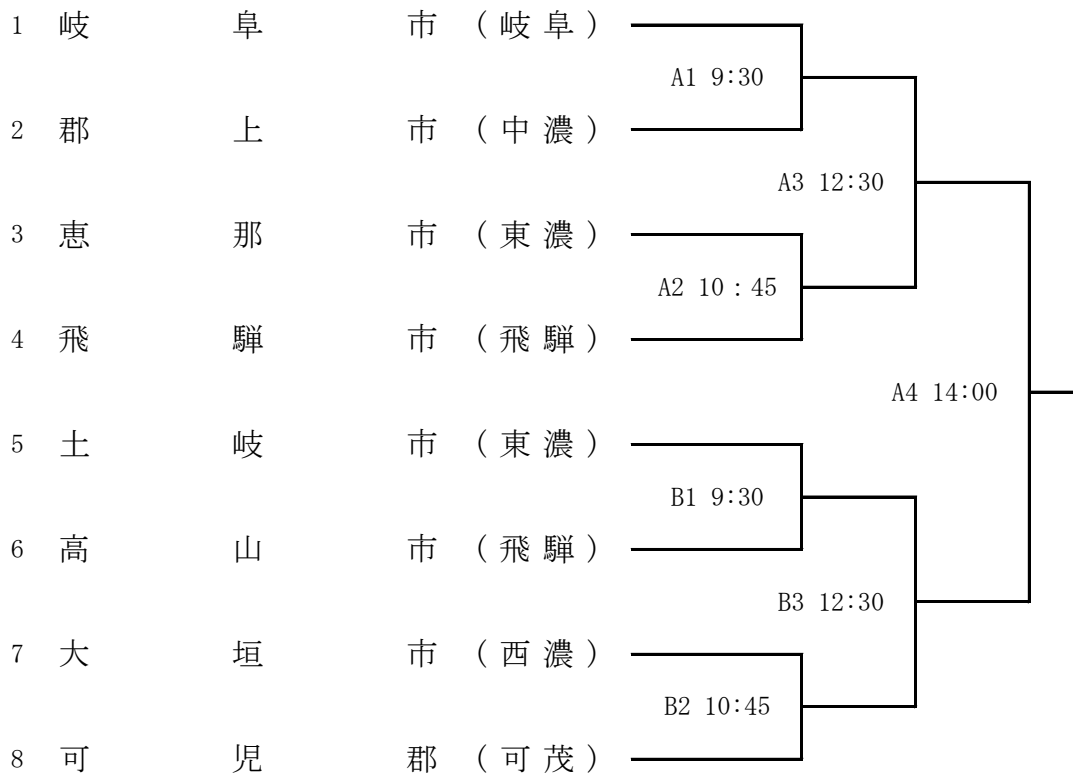 1 岐阜市(岐阜)
A1 9:30
2 郡上市(中濃)
A3 12:30
3 恵那市(東濃)
A2 10:45
4 飛騨市(飛騨)
A4 14:00
5 土岐市(東濃)
B1 9:30
6 高山市(飛騨)
B3 12:30
7 大垣市(西濃)
B2 10:45
8 可児郡(可茂)